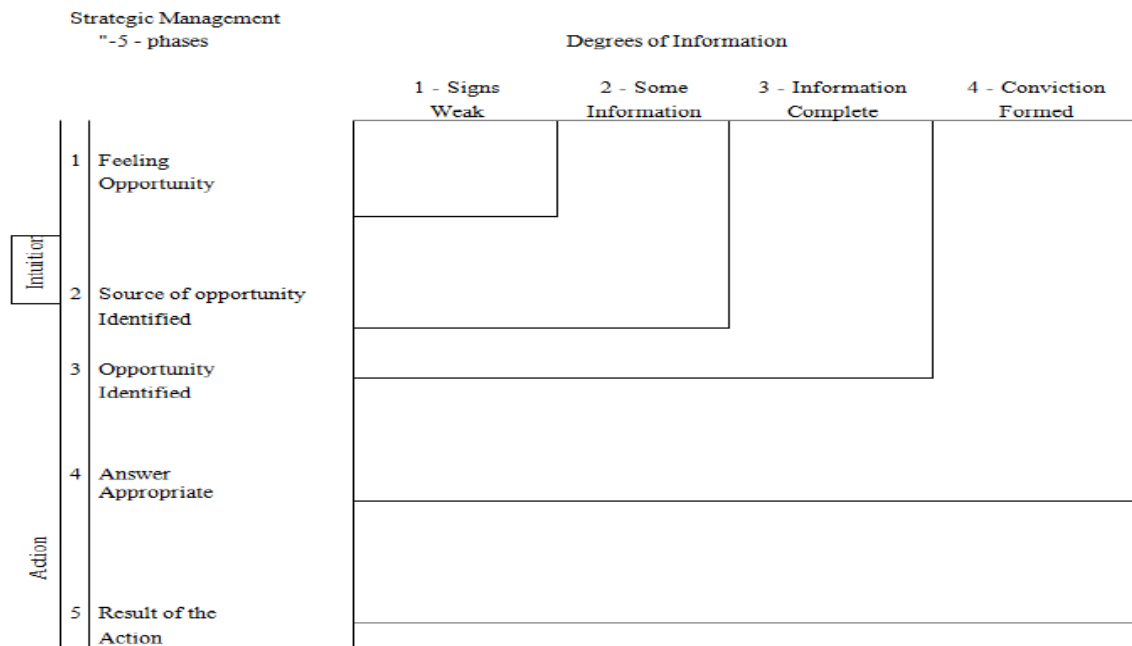 Strategic Management
"-5 - phases
Degrees of Information
1 - Signs
Weak
2 - Some
Information
3 - Information
Complete
4 - Conviction
Formed
1 Feeling
Opportunity
Intuition
2 Source of opportunity
Identified
3 Opportunity
Identified
4 Answer
Appropriate
Action
5 Result of the
Action